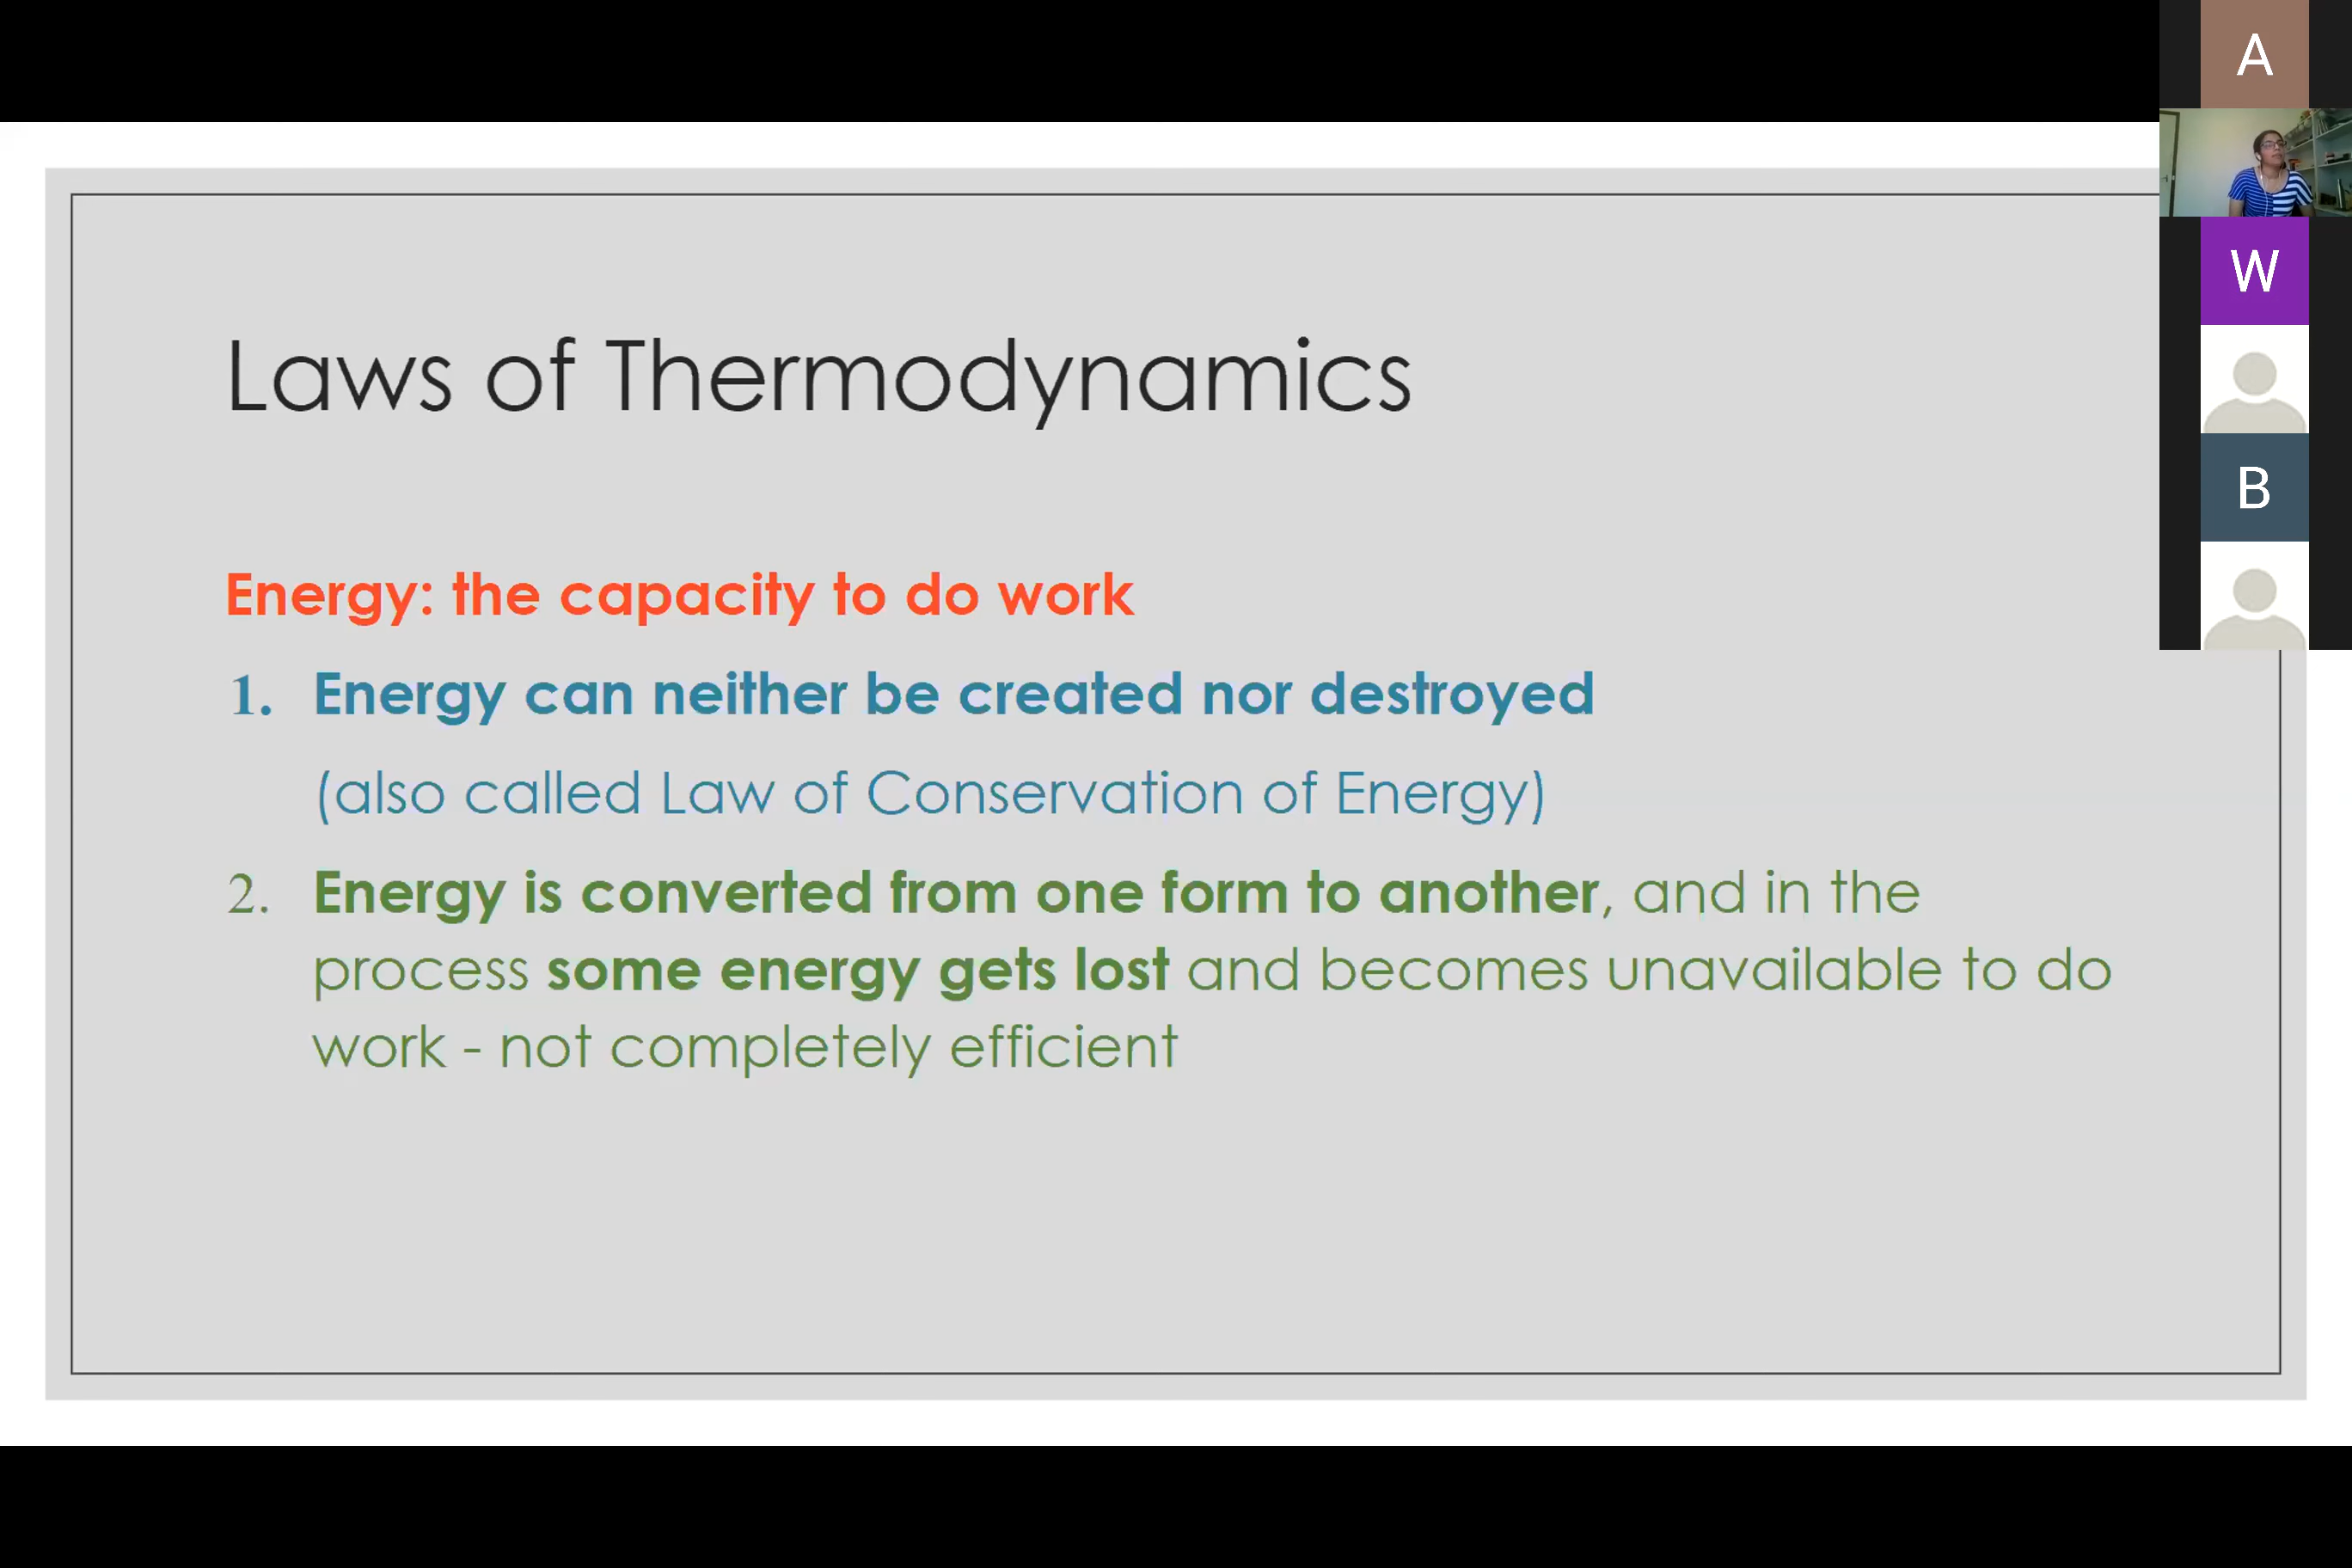 Laws of Thermodynamics
Energy: the capacity to do work
1. Energy can neither be created nor destroyed
(also called Law of Conservation of Energy)
2. Energy is converted from one form to another, and in the
process some energy gets lost and becomes unavailable to do
work - not completely efficient
A
W
B